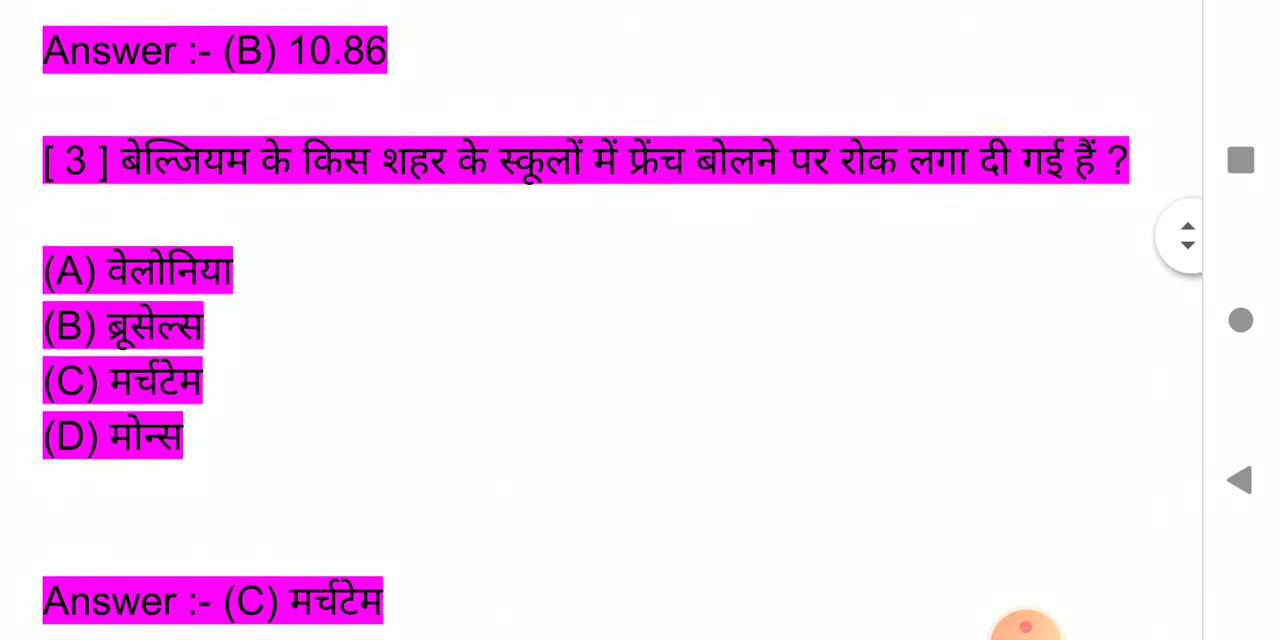 Answer :- (B) 10.86
[ 3 ] बेल्जियम के किस शहर के स्कूलों में फ्रेंच बोलने पर रोक लगा दी गई हैं ?
(A) वेलोनिया
(B) ब्रूसेल्स
(C) मर्चटेम
(D) मोन्स
Answer :- (C) मर्चटेम